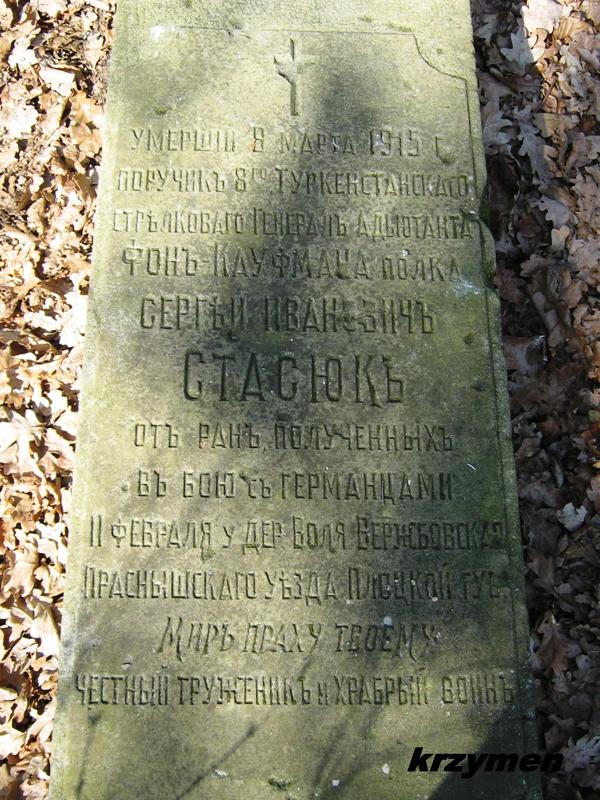 УМЕРШІЙ 8 МАРТА 1915 Г.
ПОРУЧИКЪ 8ГО ТУРКЕСТАНСКАГО
СТРѢЛКОВАГО ГЕНЕРАЛЪ АДЬЮТАНТА
ФОНЪ-КАУФМАНА ПОЛКА
СЕРГѢЙ ИВАНОВИЧЪ
СТАСЮКЪ
ОТЪ РАНЪ, ПОЛУЧЕННЫХЪ
ВЪ БОЮ СЪ ГЕРМАНЦАМИ
11 ФЕВРАЛЯ У ДЕР. ВОЛЯ ВЕРЖБОВСКАЯ
ПРАСНЫШСКАГО УѢЗДА ПЛОЦКОЙ ГУБ.
МИРЪ ПРАХУ ТВОЕМУ
ЧЕСТНЫЙ ТРУЖЕНИКЪ И ХРАБРЫЙ ВОИНЪ
krzymen